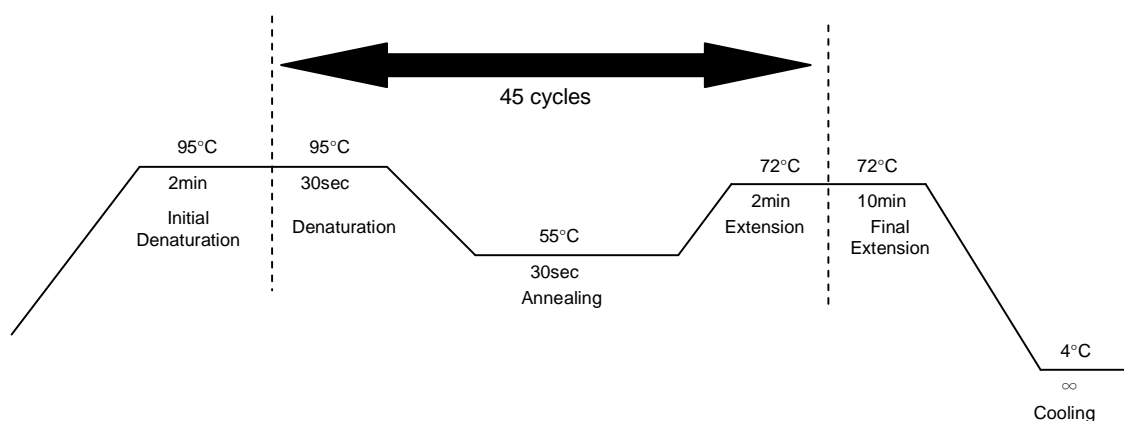 45 cycles
95°C
2min
Initial
Denaturation
95°C
30sec
Denaturation
55°C
30sec
Annealing
72°C
2min
Extension
72°C
10min
Final
Extension
4°C
∞
Cooling